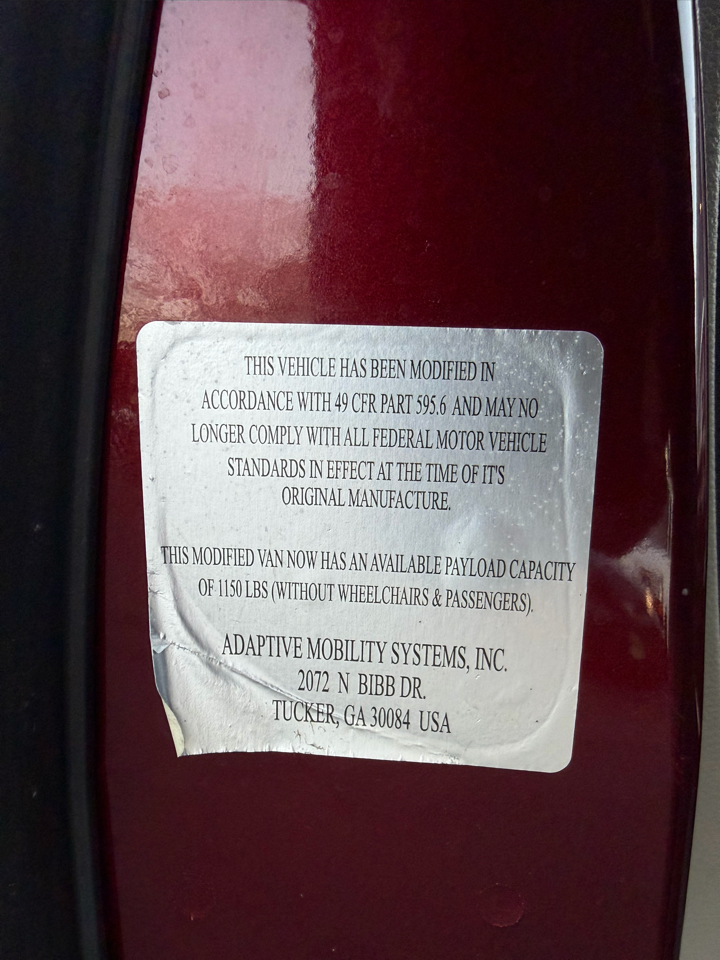 THIS VEHICLE HAS BEEN MODIFIED IN
ACCORDANCE WITH 49 CFR PART 595.6 AND MAY NO
LONGER COMPLY WITH ALL FEDERAL MOTOR VEHICLE
STANDARDS IN EFFECT AT THE TIME OF IT'S
ORIGINAL MANUFACTURE.
THIS MODIFIED VAN NOW HAS AN AVAILABLE PAYLOAD CAPACITY
OF 1150 LBS (WITHOUT WHEELCHAIRS & PASSENGERS).
ADAPTIVE MOBILITY SYSTEMS, INC.
2072 N BIBB DR.
TUCKER, GA 30084 USA